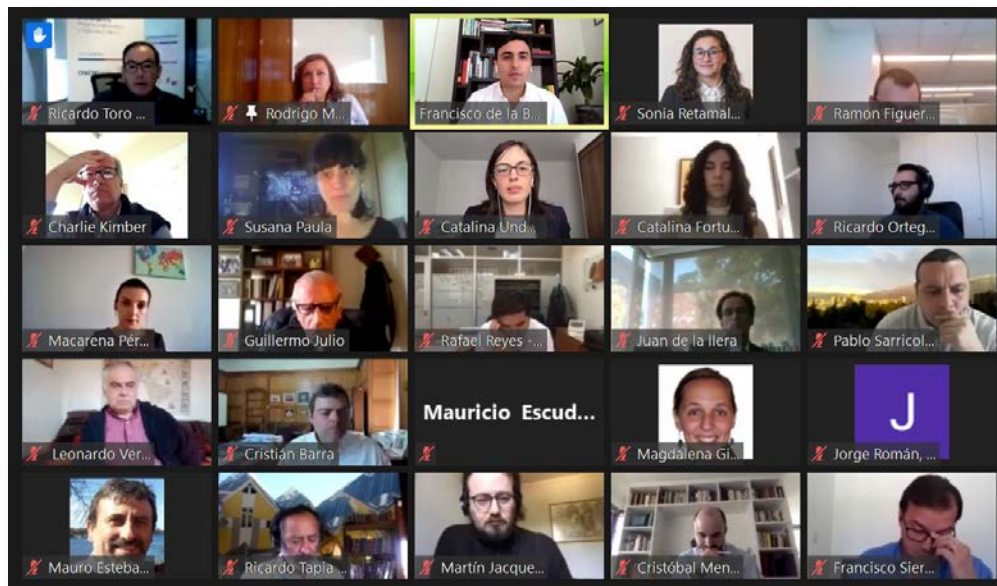 Ricardo Toro ...
Rodrigo M...
Francisco de la B...
Sonia Retamal...
Ramon Figuer...
Charlie Kimber
Susana Paula
Catalina Und...
Catalina Fortu...
Ricardo Orteg...
Macarena Pér...
Guillermo Julio
Rafael Reyes -...
Juan de la llera
Pablo Sarricol...
Leonardo Ver...
Cristián Barra
Mauricio Escud...
Magdalena Gi...
J
Jorge Román, ...
Mauro Esteba...
Ricardo Tapia ...
Martín Jacque...
Cristóbal Men...
Francisco Sier...